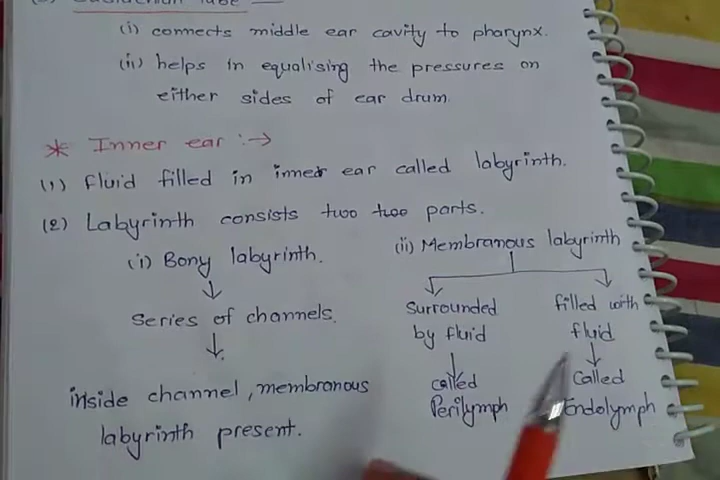 Eustachian tube
(i) connects middle ear cavity to pharynx.
(ii) helps in equalising the pressures on
either sides of ear drum.
* Inner ear :->
(1) Fluid filled in inner ear called labyrinth.
(2) Labyrinth consists two two parts.
(i) Bony labyrinth.
(ii) Membranous labyrinth
Series of channels.
inside channel, membranous
labyrinth present.
Surrounded
by fluid
called
Perilymph
filled with
fluid
Called
Endolymph